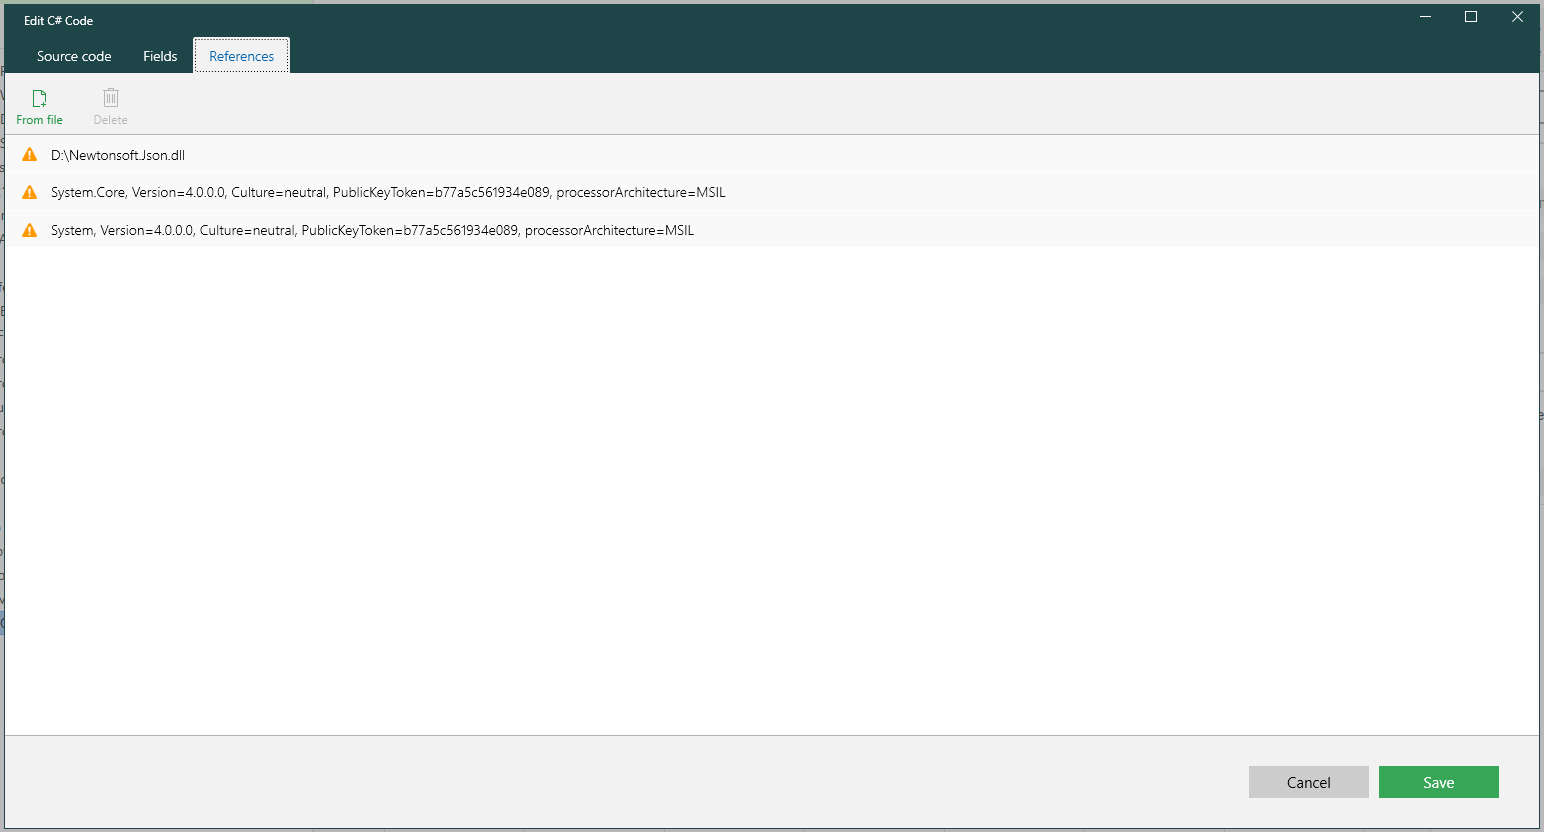 Edit C# Code
Source code Fields References
From file Delete
D:\Newtonsoft.Json.dll
System.Core, Version=4.0.0.0, Culture=neutral, PublicKeyToken=b77a5c561934e089, processorArchitecture=MSIL
System, Version=4.0.0.0, Culture=neutral, PublicKeyToken=b77a5c561934e089, processorArchitecture=MSIL
Cancel Save